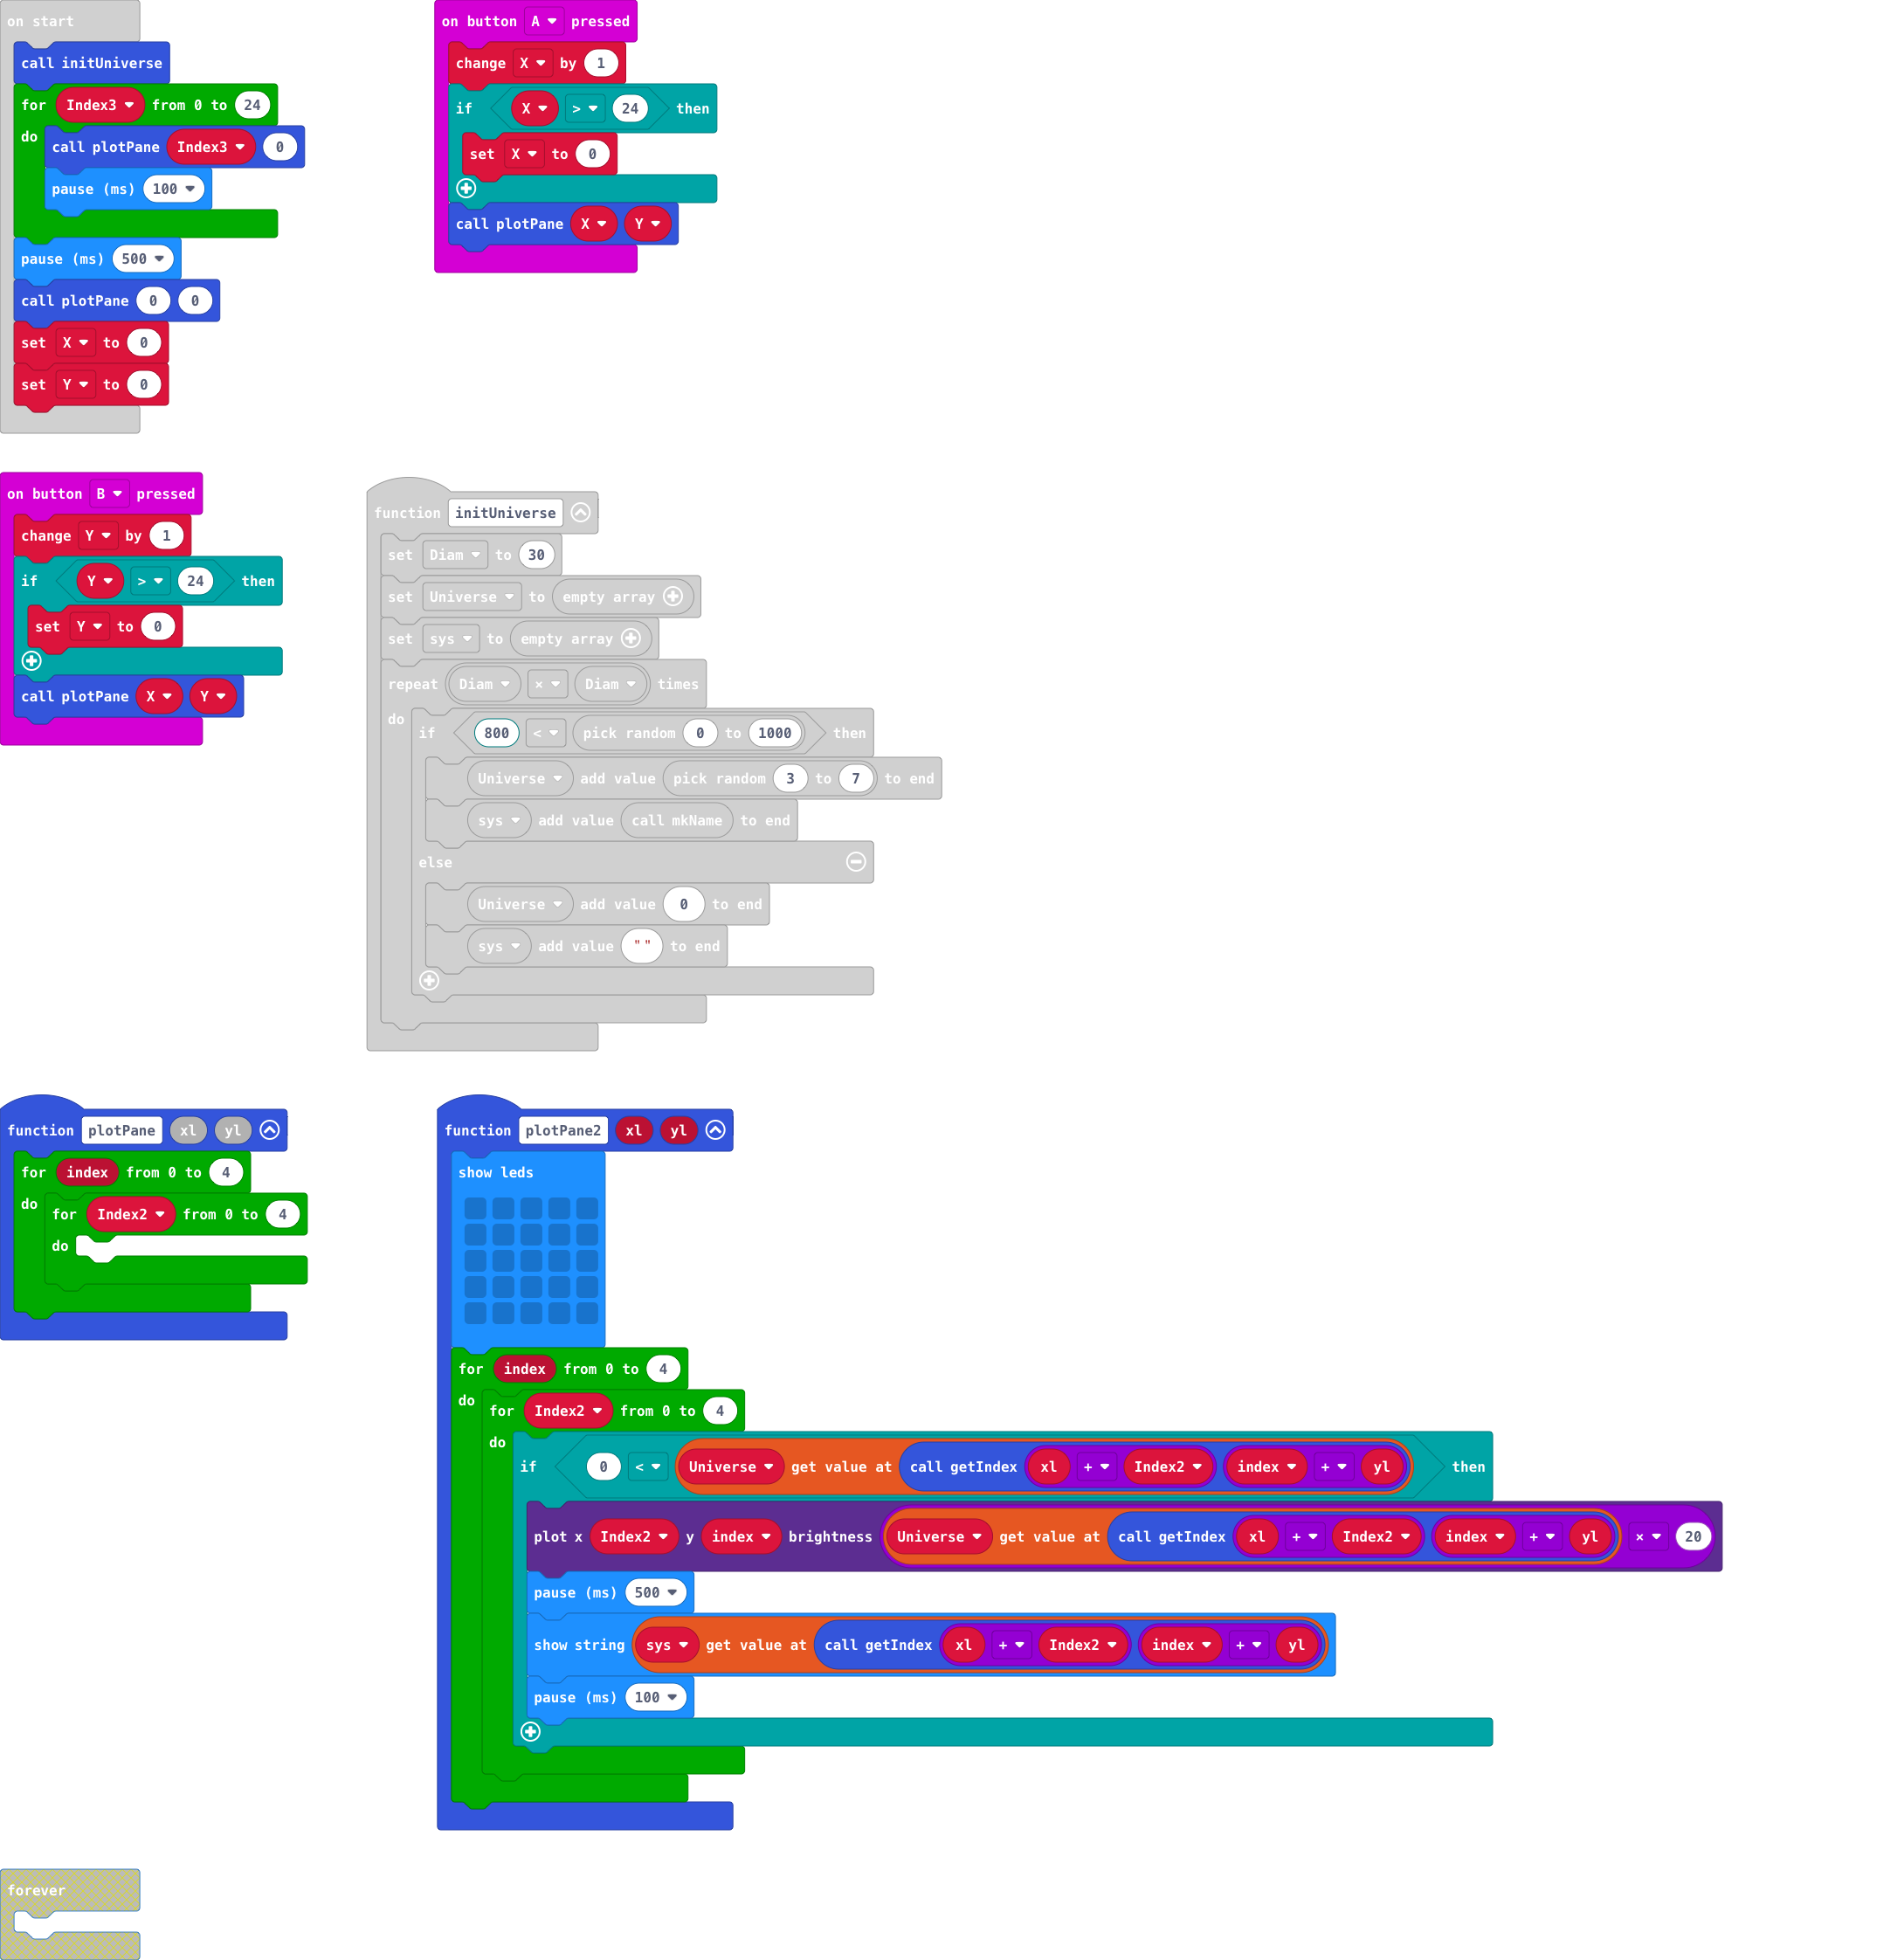 on start
call initUniverse
for Index3 from 0 to 24
do
call plotPane Index3 0
pause (ms) 100
pause (ms) 500
call plotPane 0 0
set X to 0
set Y to 0
on button A pressed
change X by 1
if X > 24 then
set X to 0
call plotPane X Y
on button B pressed
change Y by 1
if Y > 24 then
set Y to 0
call plotPane X Y
function initUniverse
set Diam to 30
set Universe to empty array
set sys to empty array
repeat Diam × Diam times
do
if 800 < pick random 0 to 1000 then
Universe add value pick random 3 to 7 to end
sys add value call mkName to end
else
Universe add value 0 to end
sys add value "" to end
function plotPane xl yl
for index from 0 to 4
do
for Index2 from 0 to 4
do
function plotPane2 xl yl
show leds
for index from 0 to 4
do
for Index2 from 0 to 4
do
if 0 < Universe get value at call getIndex xl + Index2 index + yl then
plot x Index2 y index brightness Universe get value at call getIndex xl + Index2 index + yl × 20
pause (ms) 500
show string sys get value at call getIndex xl + Index2 index + yl
pause (ms) 100
forever